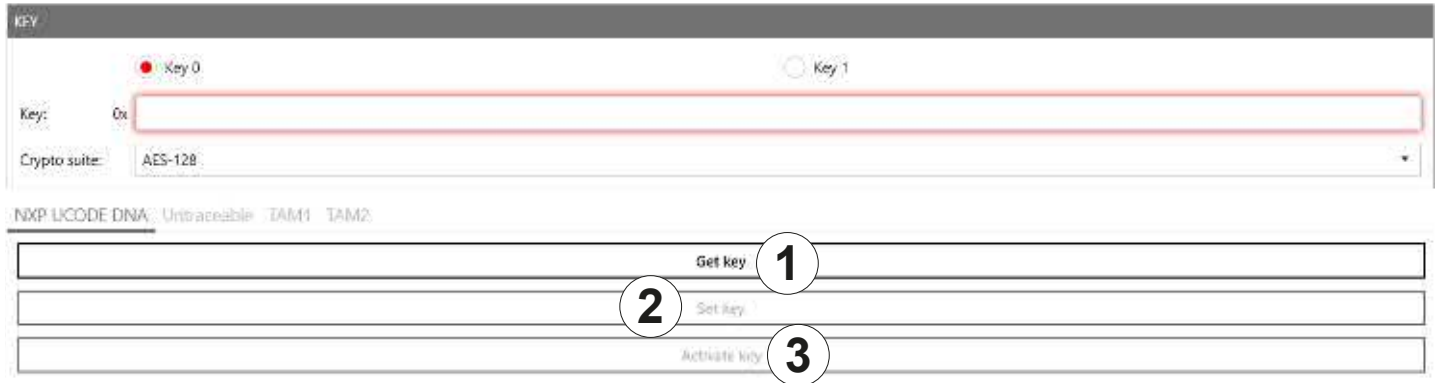 KEY
Key 0 Key 1
Key: 0x
Crypto suite: AES-128
NXP UCODE DNA Untraceable TAM1 TAM2
Get key 1
2 Set key
Activate key 3